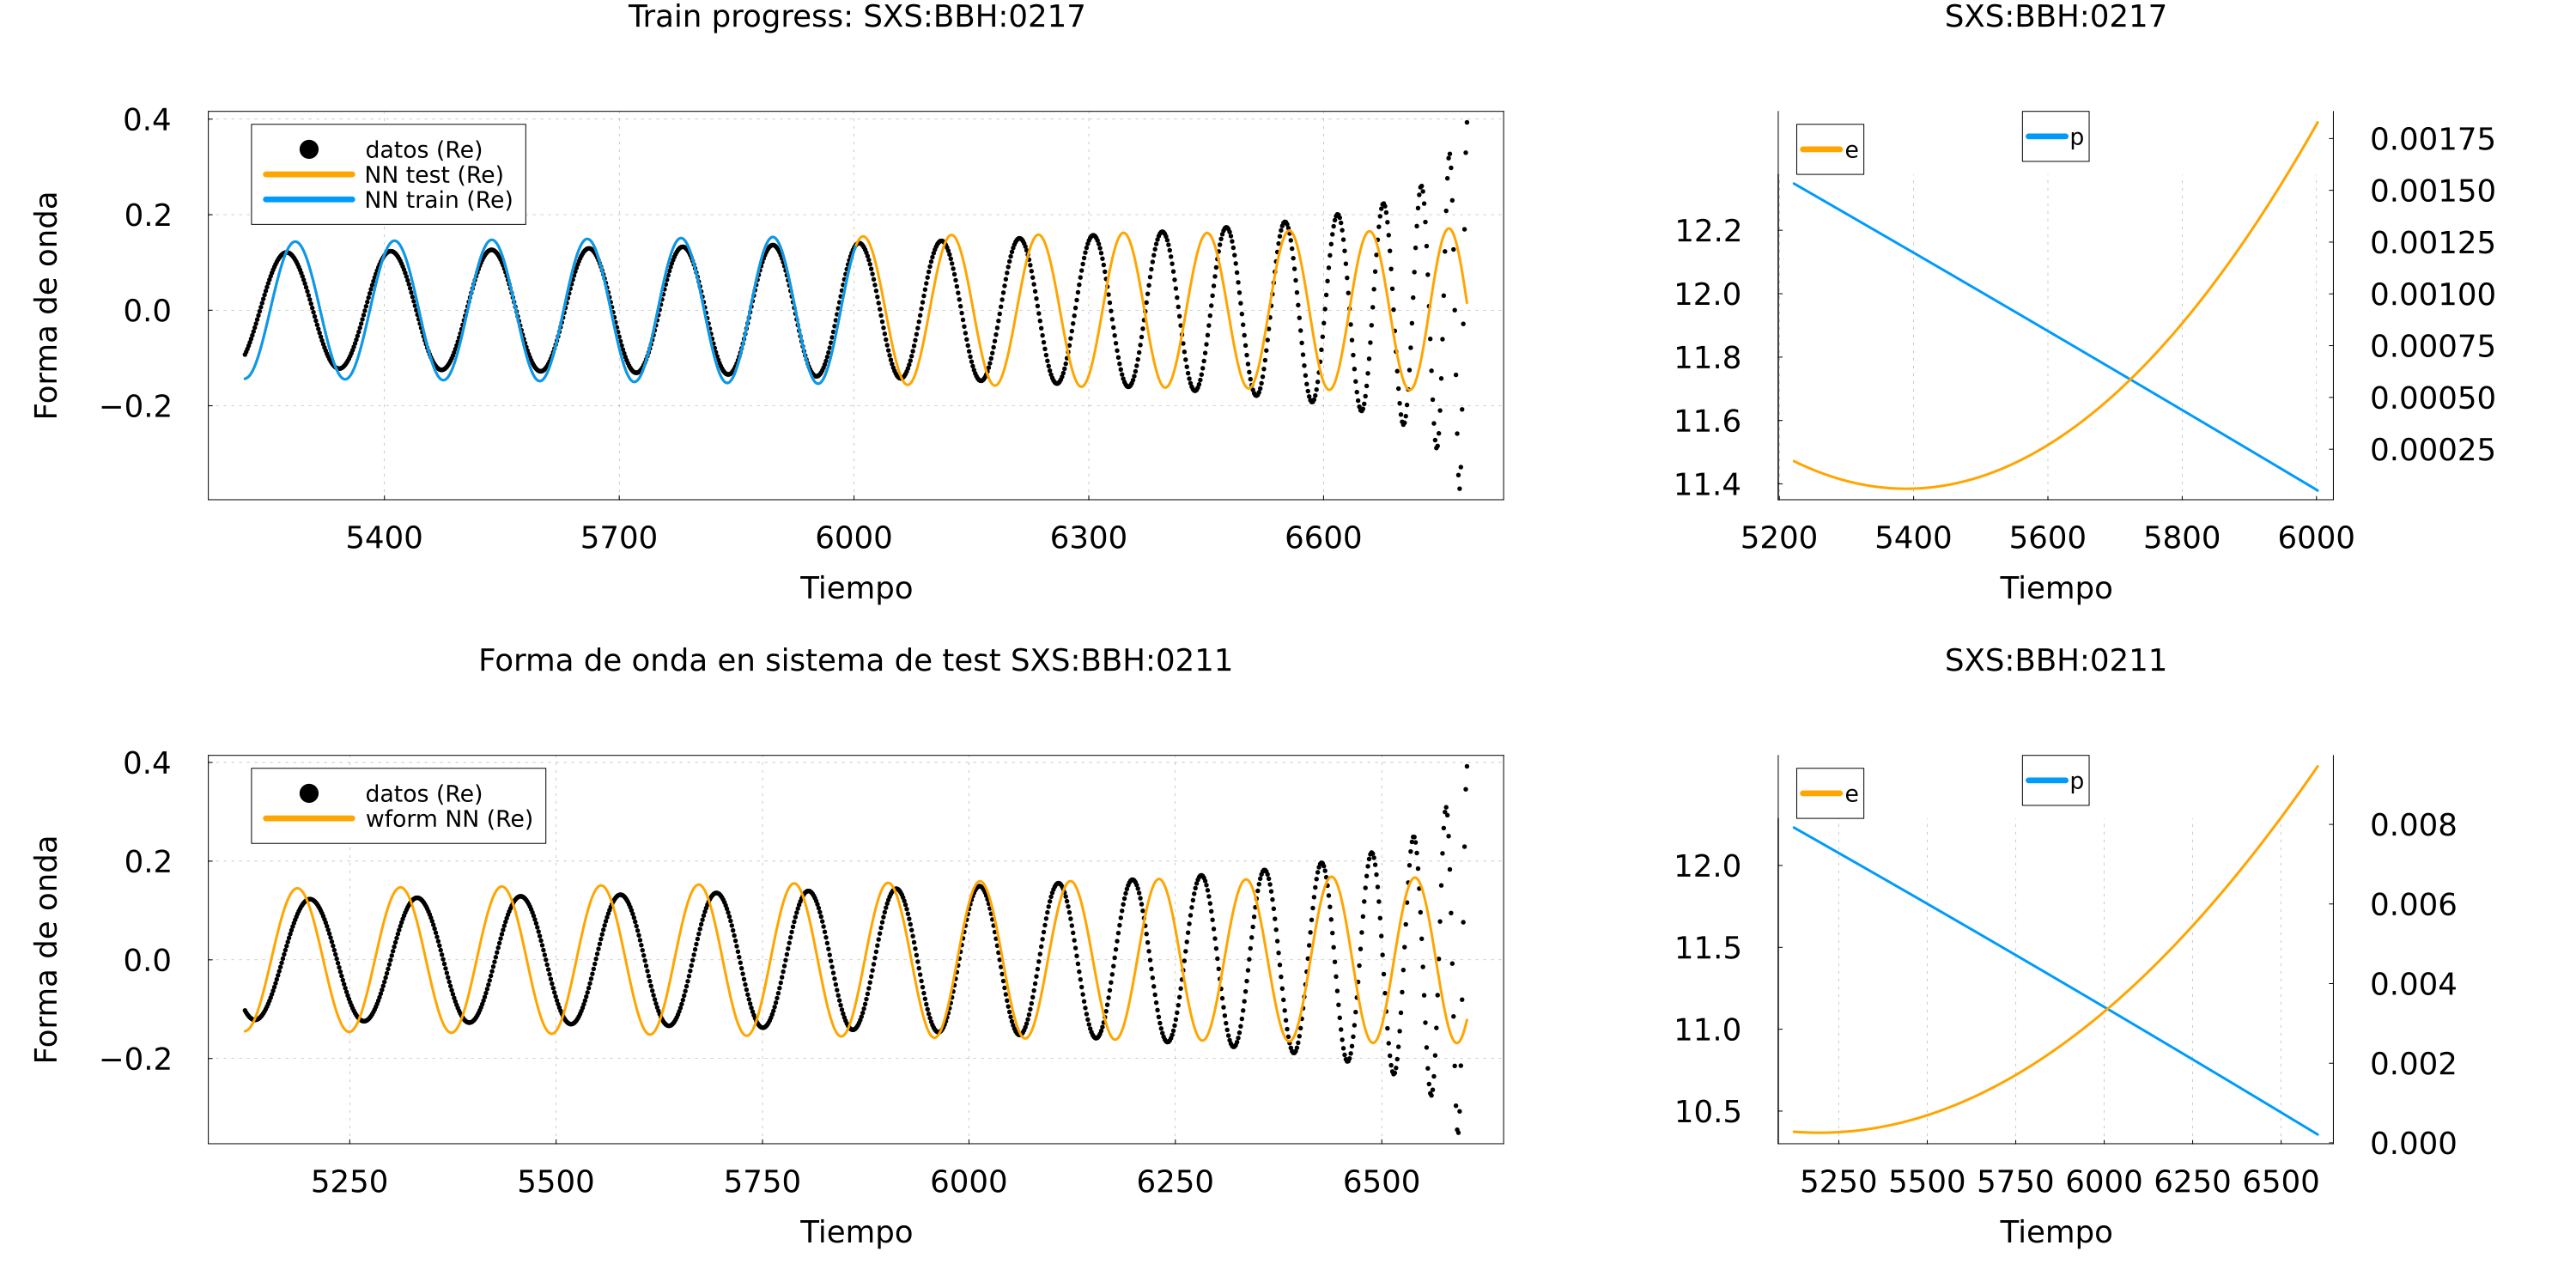 Train progress: SXS:BBH:0217
SXS:BBH:0217
Forma de onda
0.4
0.2
0.0
−0.2
datos (Re)
NN test (Re)
NN train (Re)
5400 5700 6000 6300 6600
Tiempo
e
p
12.2
12.0
11.8
11.6
11.4
0.00175
0.00150
0.00125
0.00100
0.00075
0.00050
0.00025
5200 5400 5600 5800 6000
Tiempo
Forma de onda en sistema de test SXS:BBH:0211
SXS:BBH:0211
Forma de onda
0.4
0.2
0.0
−0.2
datos (Re)
wform NN (Re)
5250 5500 5750 6000 6250 6500
Tiempo
e
p
12.0
11.5
11.0
10.5
0.008
0.006
0.004
0.002
0.000
5250 5500 5750 6000 6250 6500
Tiempo